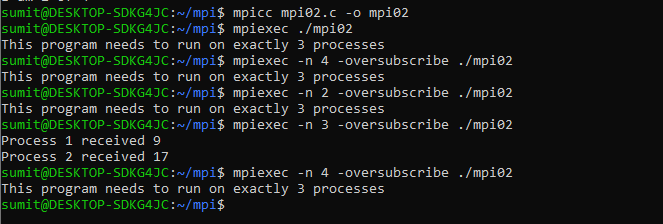 sumit@DESKTOP-SDKG4JC:~/mpi$ mpicc mpi02.c -o mpi02
sumit@DESKTOP-SDKG4JC:~/mpi$ mpiexec ./mpi02
This program needs to run on exactly 3 processes
sumit@DESKTOP-SDKG4JC:~/mpi$ mpiexec -n 4 -oversubscribe ./mpi02
This program needs to run on exactly 3 processes
sumit@DESKTOP-SDKG4JC:~/mpi$ mpiexec -n 2 -oversubscribe ./mpi02
This program needs to run on exactly 3 processes
sumit@DESKTOP-SDKG4JC:~/mpi$ mpiexec -n 3 -oversubscribe ./mpi02
Process 1 received 9
Process 2 received 17
sumit@DESKTOP-SDKG4JC:~/mpi$ mpiexec -n 4 -oversubscribe ./mpi02
This program needs to run on exactly 3 processes
sumit@DESKTOP-SDKG4JC:~/mpi$